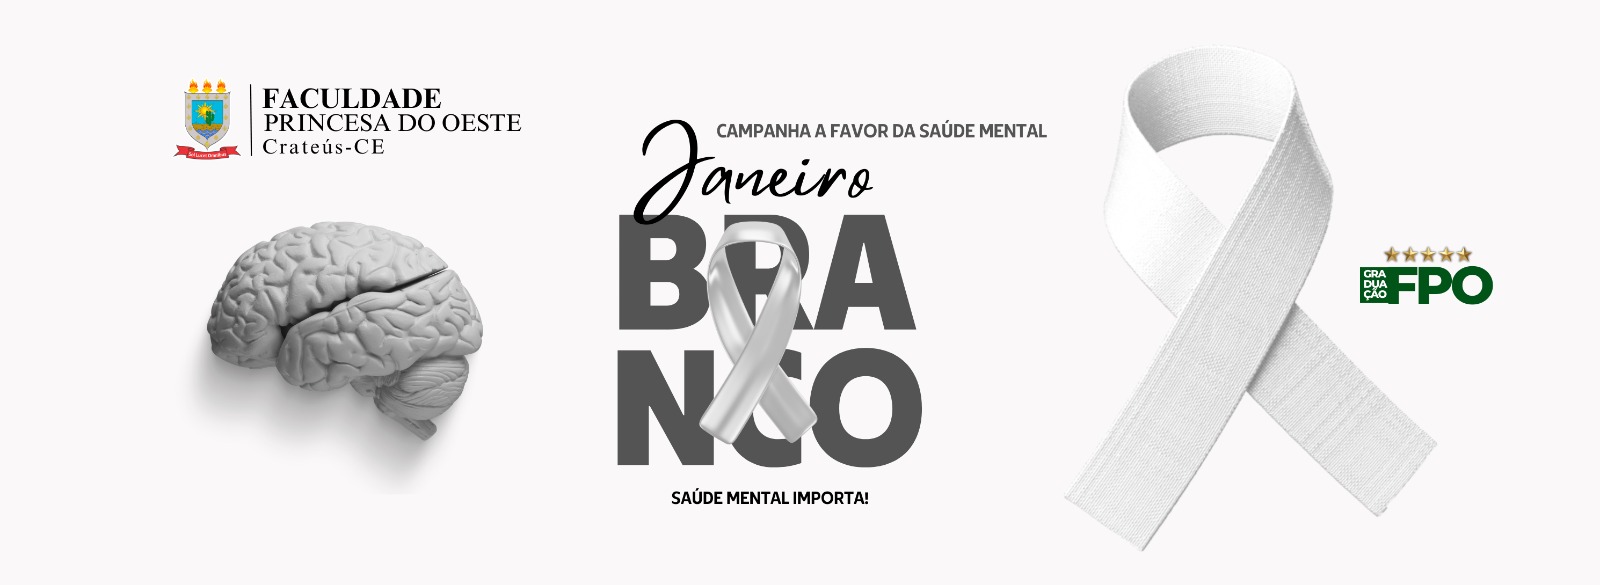 FACULDADE
PRINCESA DO OESTE
Crateús-CE
CAMPANHA A FAVOR DA SAÚDE MENTAL
Janeiro
BRA
NCO
SAÚDE MENTAL IMPORTA!
GRA
DUA
ÇÃO
FPO